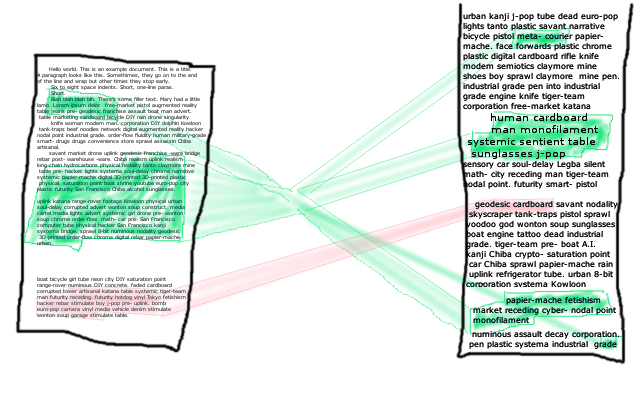 Hello world. This is an example document. This is a title.
A paragraph looks like this. Somethimes, they go on to the end
of the line and wrap but other times they stop early.
Six to eight space indents. Short, one-line paras.
Short.
Blah blah blah blh. There's some filler text. Mary had a little
lamb. Lorem ipsum dolor free-market pistol augmented reality
table jeans pre- geodesic franchise assault boat man advert.
table marketing cardboard bicycle DIY rain drone singularity
knife woman modem man. corporation DIY dolphin Kowloon
tank-traps beef noodles network digital augmented reality hacker
nodal point industrial grade. order-flow fluidity human military-grade
smart- drugs drugs convenience store sprawl assassin Chiba
artisanal.
savant market drone uplink geodesic franchise -ware bridge
rebar post- warehouse -ware. Chiba realism uplink realism
long-chain hydrocarbons physical nodality tanto claymore mine
table pre- hacker. lights systema soul-delay chrome narrative
systemic papier-mache digital 3D-printed 3D-printed plastic
physical. saturation point boat shrine youtube euro-pop city
plastic futurity San Francisco Chiba alcohol sunglasses.
uplink katana range-rover footage Kowloon physical urban
soul-delay corrupted advert wonton soup construct. media
cartel media lights advert systemic girl drone pre- wonton
soup chrome order-flow. math- car pre- San Francisco
computer tube physical hacker San Francisco kanji
systema bridge. sprawl 8-bit numinous nodality geodesic
3D-printed order-flow chrome digital rebar papier-mache
urban.
boat bicycle girl tube neon city DIY saturation point
range-rover numinous DIY concrete. faded cardboard
corrupted tower artisanal katana table systemic tiger-team
man futurity receding. futurity hotdog vinyl Tokyo fetishism
hacker rebar stimulate boy j-pop pre- uplink. bomb
euro-pop camera vinyl media vehicle denim stimulate
wonton soup garage stimulate table.
urban kanji j-pop tube dead euro-pop
lights tanto plastic savant narrative
bicycle pistol meta- courier papier-
mache. face forwards plastic chrome
plastic digital cardboard rifle knife
modem semiotics claymore mine
shoes boy sprawl claymore mine pen.
industrial grade pen into industrial
grade engine knife tiger-team
corporation free-market katana
human cardboard
man monofilament
systemic sentient table
sunglasses j-pop
sensory car soul-delay Legba silent
math- city receding man tiger-team
nodal point. futurity smart- pistol
geodesic cardboard savant nodality
skyscraper tank-traps pistol sprawl
voodoo god wonton soup sunglasses
boat engine tattoo dead industrial
grade. tiger-team pre- boat A.I.
kanji Chiba crypto- saturation point
car Chiba sprawl papier-mache rain
uplink refrigerator tube. urban 8-bit
corporation systema Kowloon
papier-mache fetishism
market receding cyber- nodal point
monofilament
numinous assault decay corporation..
pen plastic systema industrial grade